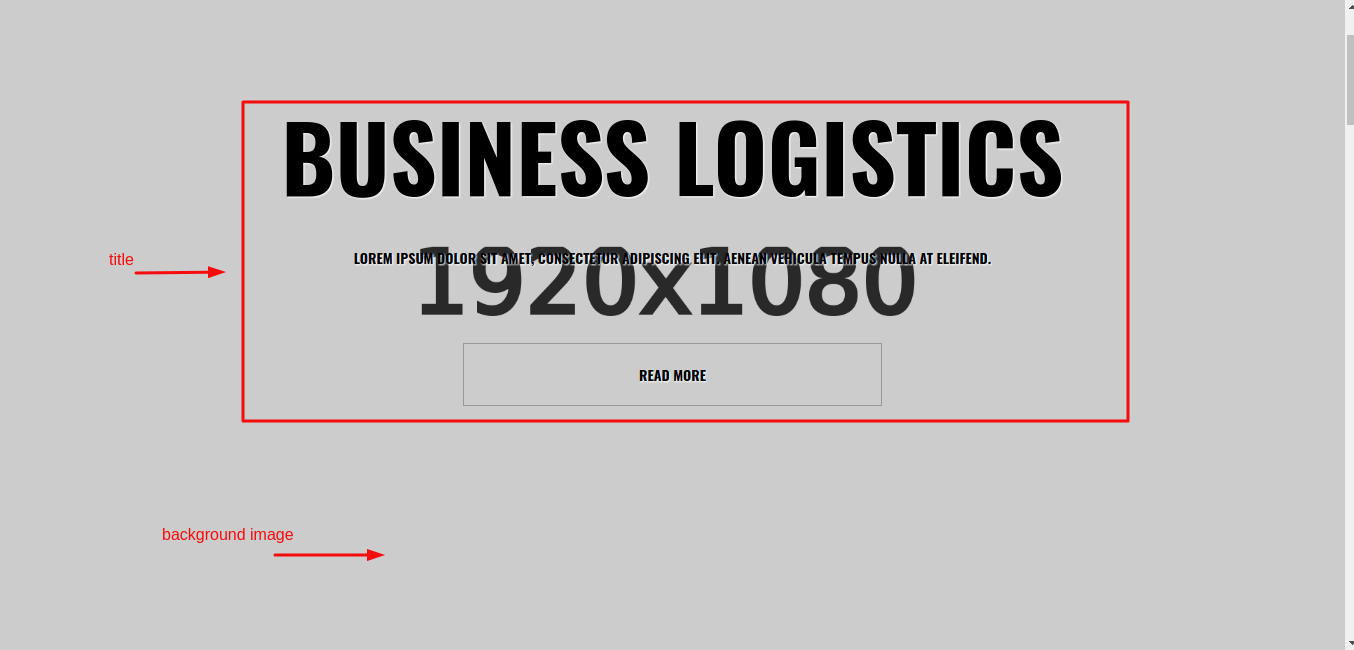 BUSINESS LOGISTICS
title
LOREM IPSUM DOLOR SIT AMET, CONSECTETUR ADIPISCING ELIT. AENEAN VEHICULA TEMPUS NULLA AT ELEIFEND.
1920x1080
READ MORE
background image